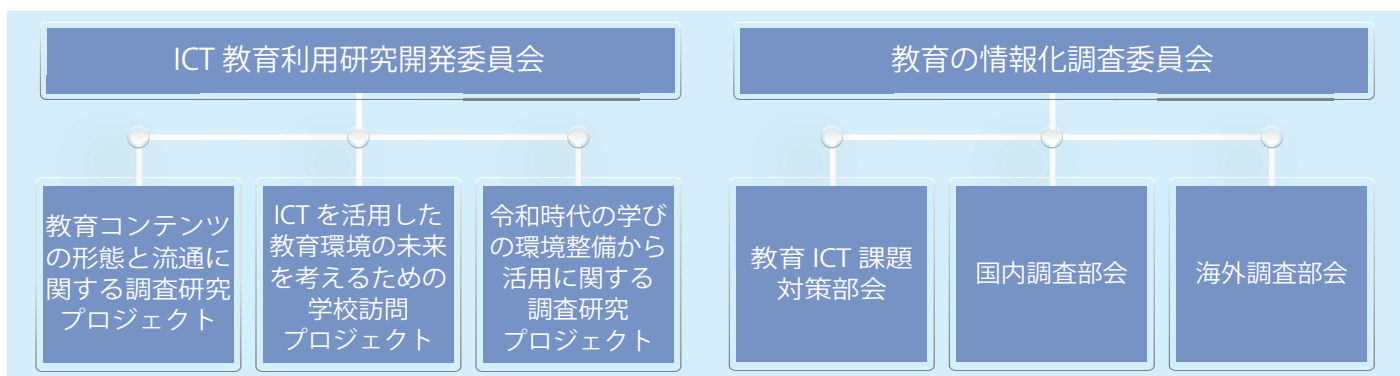 ICT 教育利用研究開発委員会
教育コンテンツ
の形態と流通に
関する調査研究
プロジェクト
ICT を活用した
教育環境の未来
を考えるための
学校訪問
プロジェクト
令和時代の学び
の環境整備から
活用に関する
調査研究
プロジェクト
教育の情報化調査委員会
教育 ICT 課題
対策部会
国内調査部会
海外調査部会